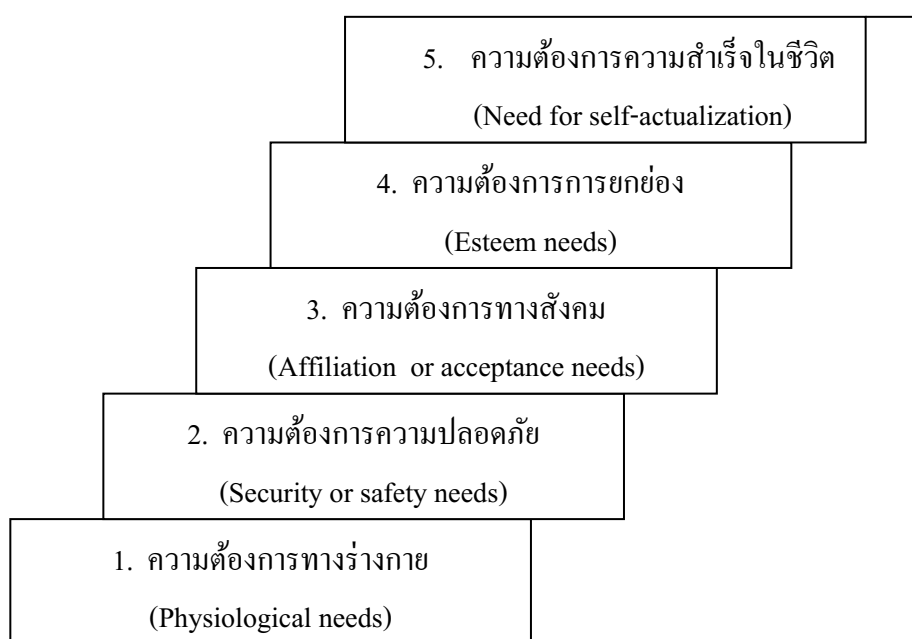 5. ความต้องการความสำเร็จในชีวิต
(Need for self-actualization)
4. ความต้องการการยกย่อง
(Esteem needs)
3. ความต้องการทางสังคม
(Affiliation or acceptance needs)
2. ความต้องการความปลอดภัย
(Security or safety needs)
1. ความต้องการทางร่างกาย
(Physiological needs)